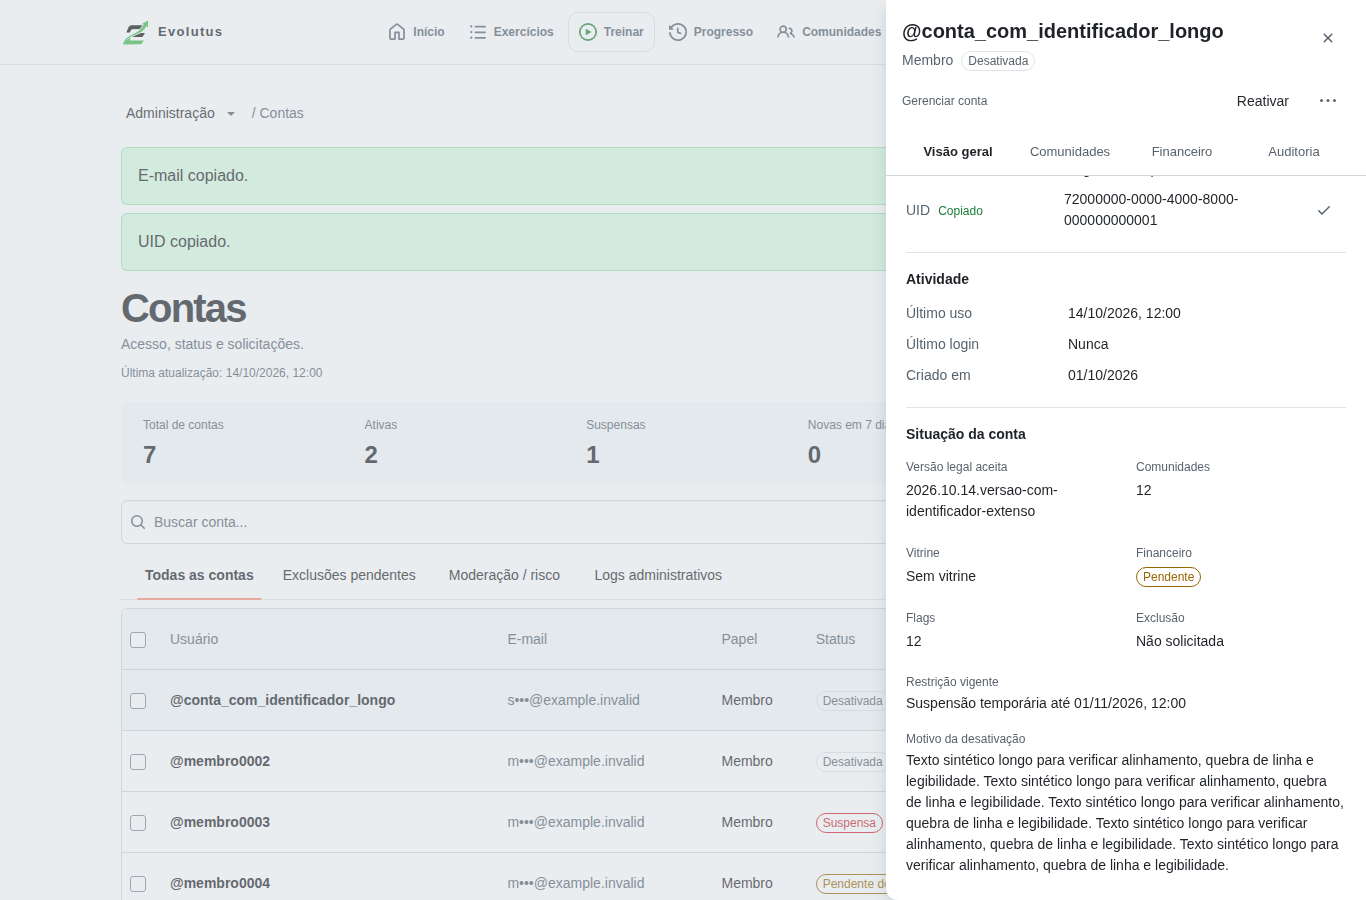 Evolutus
Início
Exercícios
Treinar
Progresso
Comunidades
Administração
/ Contas
E-mail copiado.
UID copiado.
Contas
Acesso, status e solicitações.
Última atualização: 14/10/2026, 12:00
Total de contas
7
Ativas
2
Suspensas
1
Novas em 7
0
Buscar conta...
Todas as contas
Exclusões pendentes
Moderação / risco
Logs administrativos
Usuário
E-mail
Papel
Status
@conta_com_identificador_longo
s•••@example.invalid
Membro
Desativada
@membro0002
m•••@example.invalid
Membro
Desativada
@membro0003
m•••@example.invalid
Membro
Suspensa
@membro0004
m•••@example.invalid
Membro
Pendente
@conta_com_identificador_longo
Membro
Desativada
Gerenciar conta
Reativar
Visão geral
Comunidades
Financeiro
Auditoria
UID
Copiado
72000000-0000-4000-8000-
000000000001
Atividade
Último uso
14/10/2026, 12:00
Último login
Nunca
Criado em
01/10/2026
Situação da conta
Versão legal aceita
2026.10.14.versao-com-
identificador-extenso
Comunidades
12
Vitrine
Sem vitrine
Financeiro
Pendente
Flags
12
Exclusão
Não solicitada
Restrição vigente
Suspensão temporária até 01/11/2026, 12:00
Motivo da desativação
Texto sintético longo para verificar alinhamento, quebra de linha e
legibilidade. Texto sintético longo para verificar alinhamento, quebra
de linha e legibilidade. Texto sintético longo para verificar alinhamento,
quebra de linha e legibilidade. Texto sintético longo para verificar
alinhamento, quebra de linha e legibilidade. Texto sintético longo para
verificar alinhamento, quebra de linha e legibilidade.